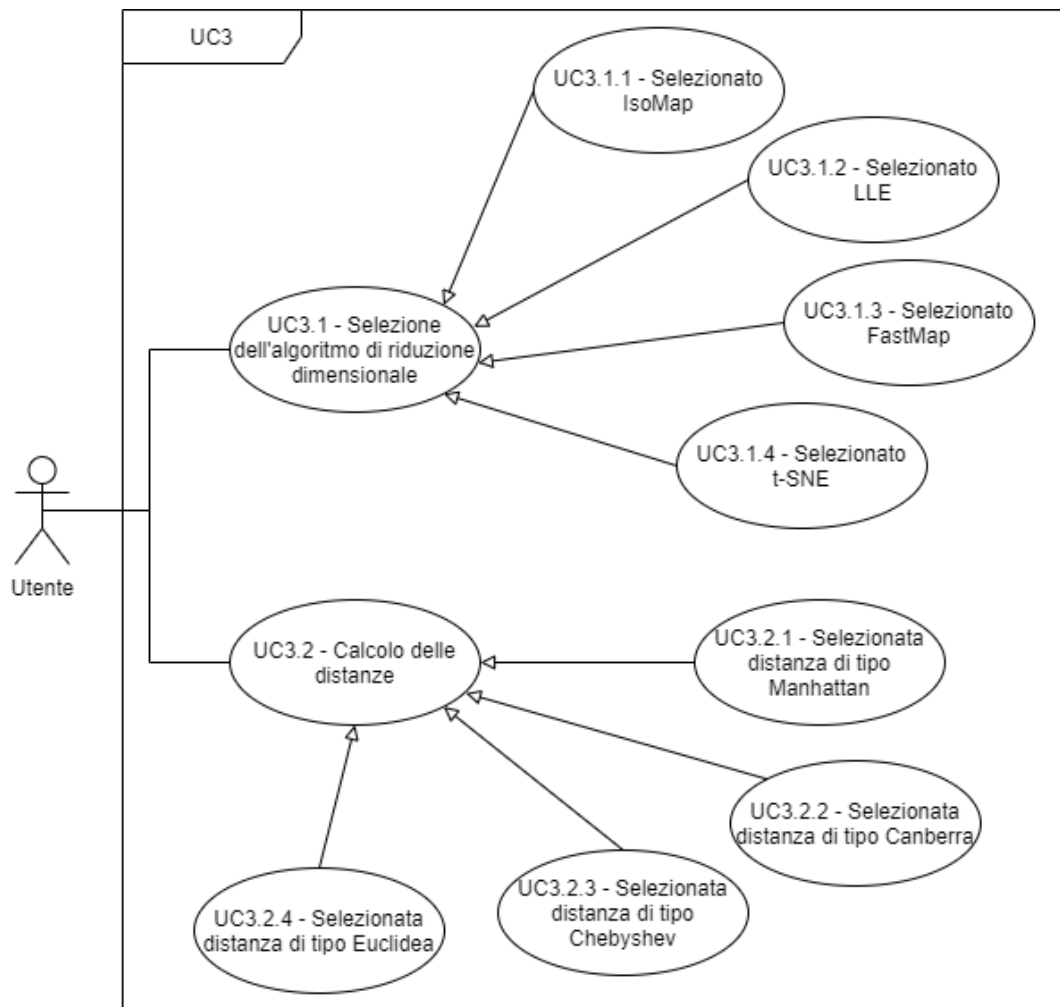 UC3
UC3.1.1 - Selezionato
IsoMap
UC3.1.2 - Selezionato
LLE
UC3.1.3 - Selezionato
FastMap
UC3.1 - Selezione
dell'algoritmo di riduzione
dimensionale
UC3.1.4 - Selezionato
t-SNE
Utente
UC3.2 - Calcolo delle
distanze
UC3.2.1 - Selezionata
distanza di tipo
Manhattan
UC3.2.2 - Selezionata
distanza di tipo Canberra
UC3.2.3 - Selezionata
distanza di tipo
Chebyshev
UC3.2.4 - Selezionata
distanza di tipo Euclidea